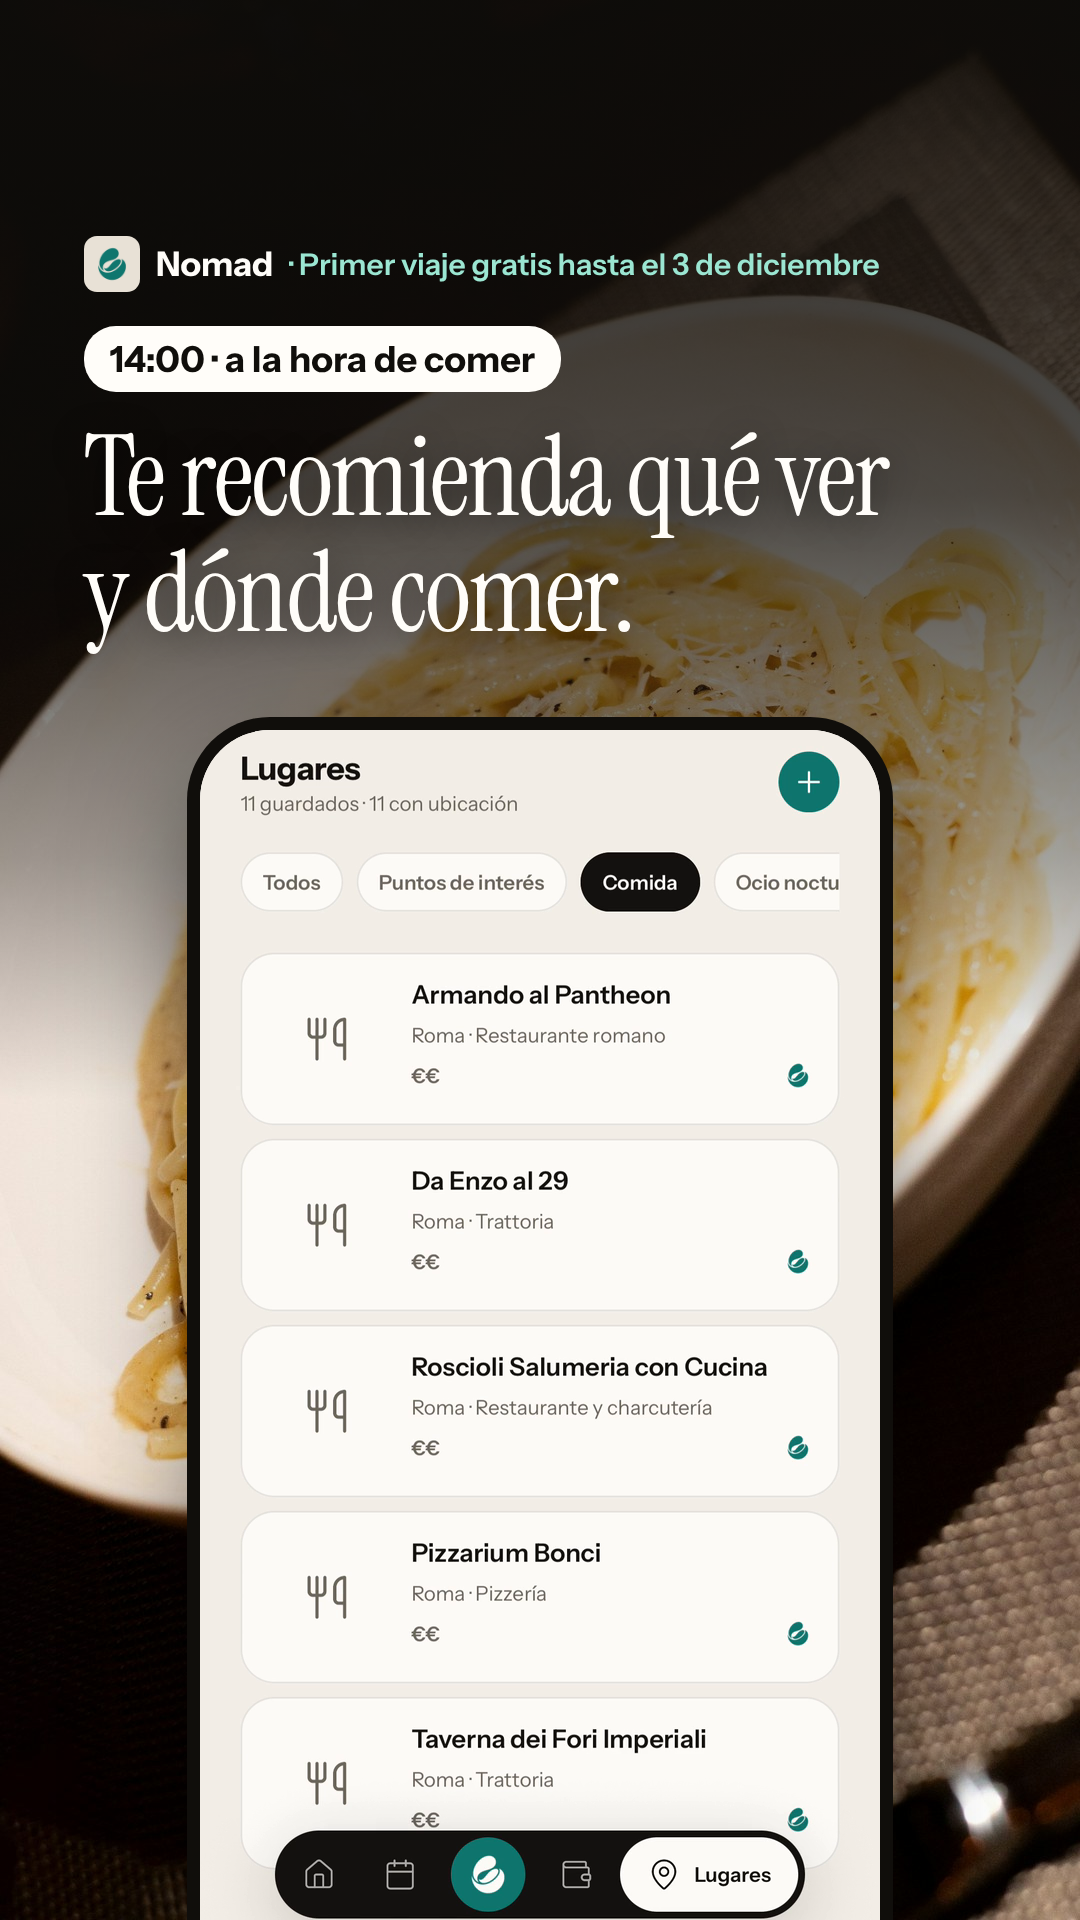 Nomad · Primer viaje gratis hasta el 3 de diciembre
14:00 · a la hora de comer
Te recomienda qué ver
y dónde comer.
Lugares
11 guardados · 11 con ubicación
Todos
Puntos de interés
Comida
Ocio noctu
Armando al Pantheon
Roma · Restaurante romano
€€
Da Enzo al 29
Roma · Trattoria
€€
Roscioli Salumeria con Cucina
Roma · Restaurante y charcutería
€€
Pizzarium Bonci
Roma · Pizzería
€€
Taverna dei Fori Imperiali
Roma · Trattoria
€€
Lugares